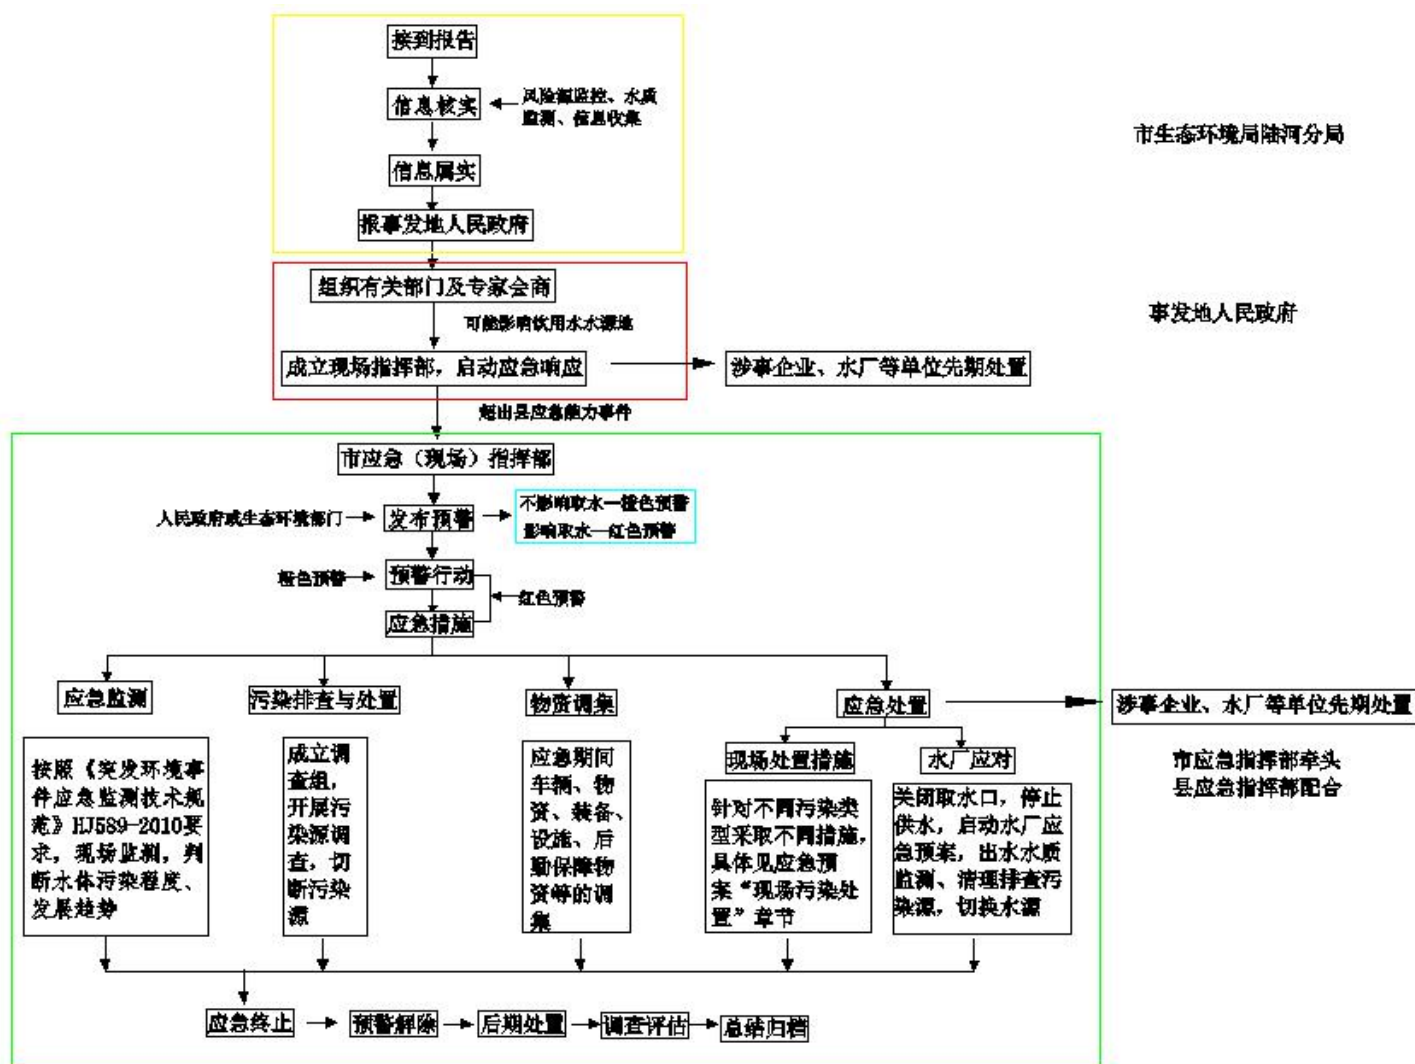 接到报告
信息核实
风险源监控、水质
监测、信息收集
市生态环境局陆河分局
信息属实
报事发地人民政府
组织有关部门及专家会商
事发地人民政府
可能影响饮用水水源地
成立现场指挥部，启动应急响应
涉事企业、水厂等单位先期处置
超出县应急能力事件
市应急（现场）指挥部
人民政府或生态环境部门
发布预警
不影响取水—橙色预警
影响取水—红色预警
橙色预警
预警行动
红色预警
应急措施
应急监测
污染排查与处置
物资调集
应急处置
涉事企业、水厂等单位先期处置
市应急指挥部牵头
县应急指挥部配合
按照《突发环境事
件应急监测技术规
范》HJ589-2010要
求，现场监测，判
断水体污染程度、
发展趋势
成立调
查组，
开展污
染源调
查，切
断污染
源
应急期间
车辆、物
资、装备、
设施、后
勤保障物
资等的调
集
现场处置措施
针对不同污染类
型采取不同措施，
具体见应急预
案“现场污染处
置”章节
水厂应对
关闭取水口，停止
供水，启动水厂应
急预案，出水水质
监测、清理排查污
染源，切换水源
应急终止
预警解除
后期处置
调查评估
总结归档